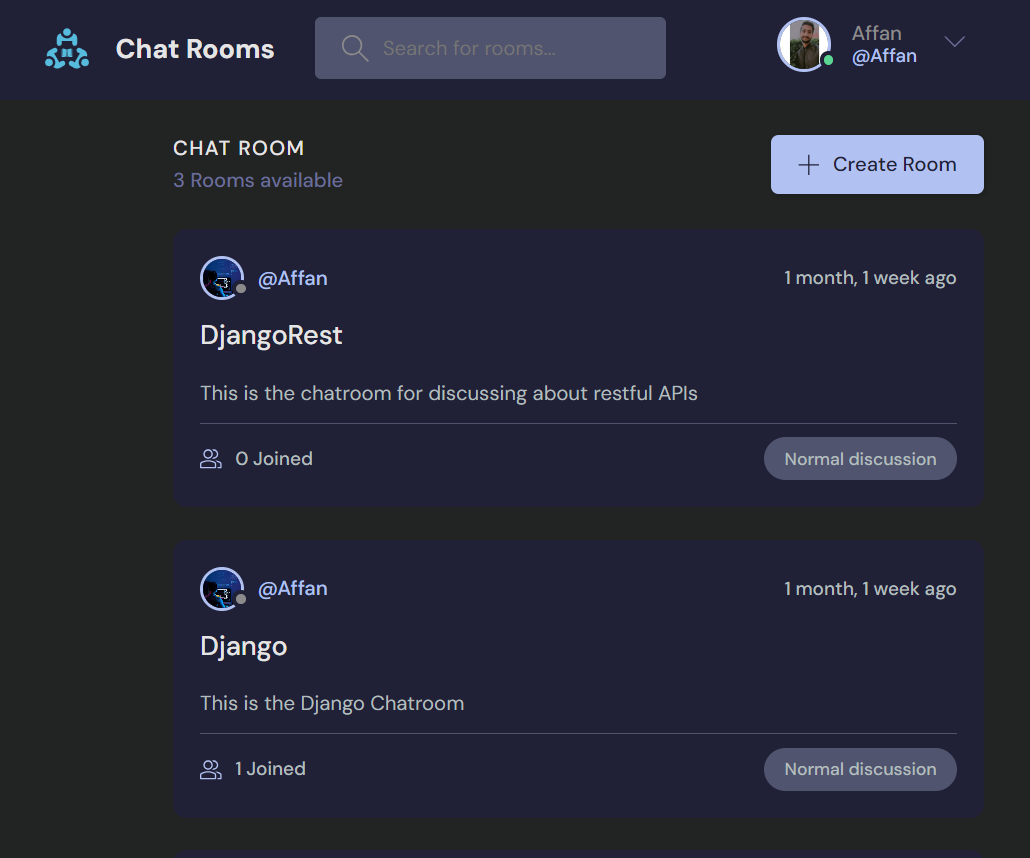 Chat Rooms
Search for rooms...
Affan
@Affan
CHAT ROOM
3 Rooms available
Create Room
@Affan
1 month, 1 week ago
DjangoRest
This is the chatroom for discussing about restful APIs
0 Joined
Normal discussion
@Affan
1 month, 1 week ago
Django
This is the Django Chatroom
1 Joined
Normal discussion